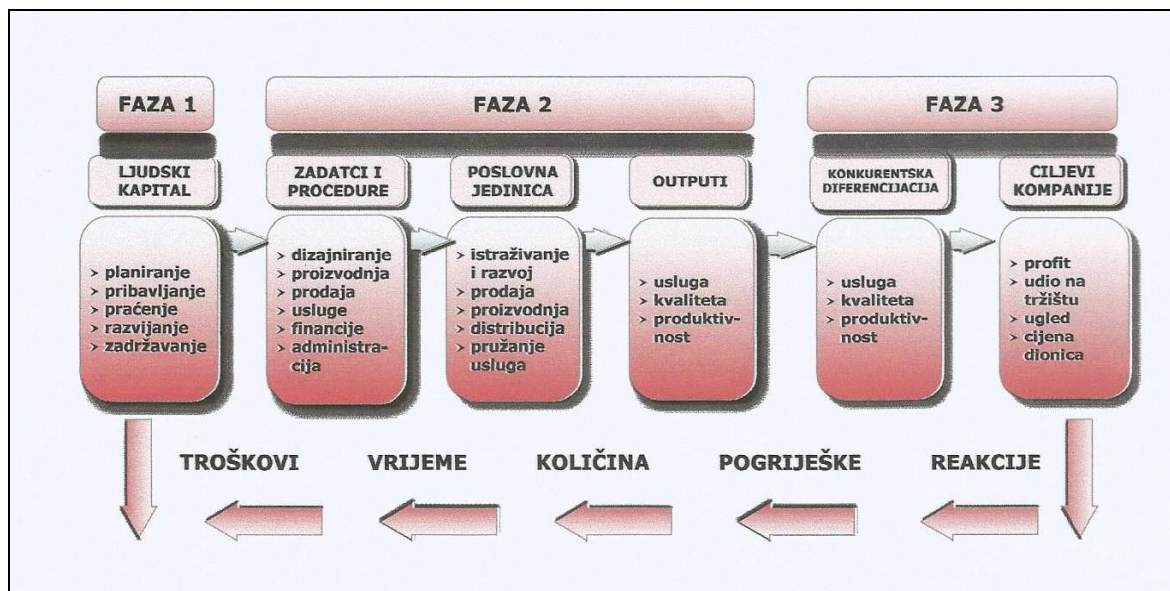 FAZA 1
FAZA 2
FAZA 3
LJUDSKI
KAPITAL
ZADATCI I
PROCEDURE
POSLOVNA
JEDINICA
OUTPUTI
KONKURENTSKA
DIFERENCIJACIJA
CILJEVI
KOMPANIJE
> planiranje
> pribavljanje
> praćenje
> razvijanje
> zadržavanje
> dizajniranje
> proizvodnja
> prodaja
> usluge
> financije
> administra-
cija
> istraživanje
i razvoj
> prodaja
> proizvodnja
> distribucija
> pružanje
usluga
> usluga
> kvaliteta
> produktiv-
nost
> usluga
> kvaliteta
> produktiv-
nost
> profit
> udio na
tržištu
> ugled
> cijena
dionica
TROŠKOVI
VRIJEME
KOLIČINA
POGRIJEŠKE
REAKCIJE